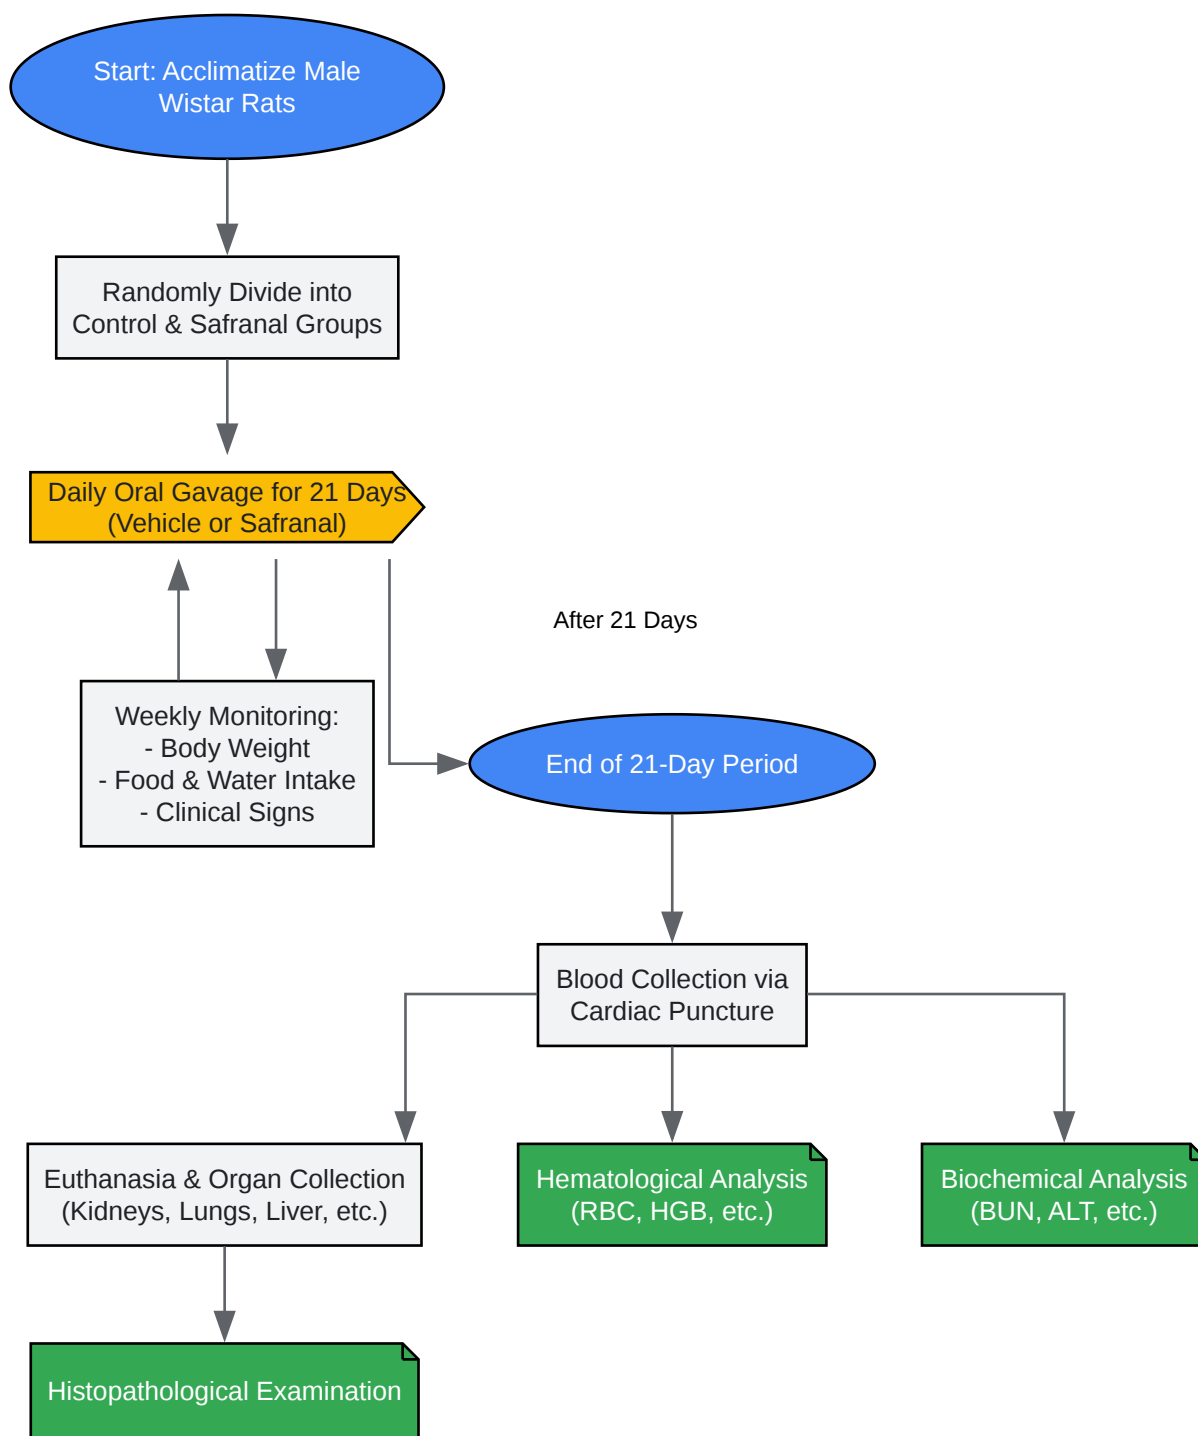 Start: Acclimatize Male
Wistar Rats
Randomly Divide into
Control & Safranal Groups
Daily Oral Gavage for 21 Days
(Vehicle or Safranal)
After 21 Days
Weekly Monitoring:
- Body Weight
- Food & Water Intake
- Clinical Signs
End of 21-Day Period
Blood Collection via
Cardiac Puncture
Euthanasia & Organ Collection
(Kidneys, Lungs, Liver, etc.)
Hematological Analysis
(RBC, HGB, etc.)
Biochemical Analysis
(BUN, ALT, etc.)
Histopathological Examination